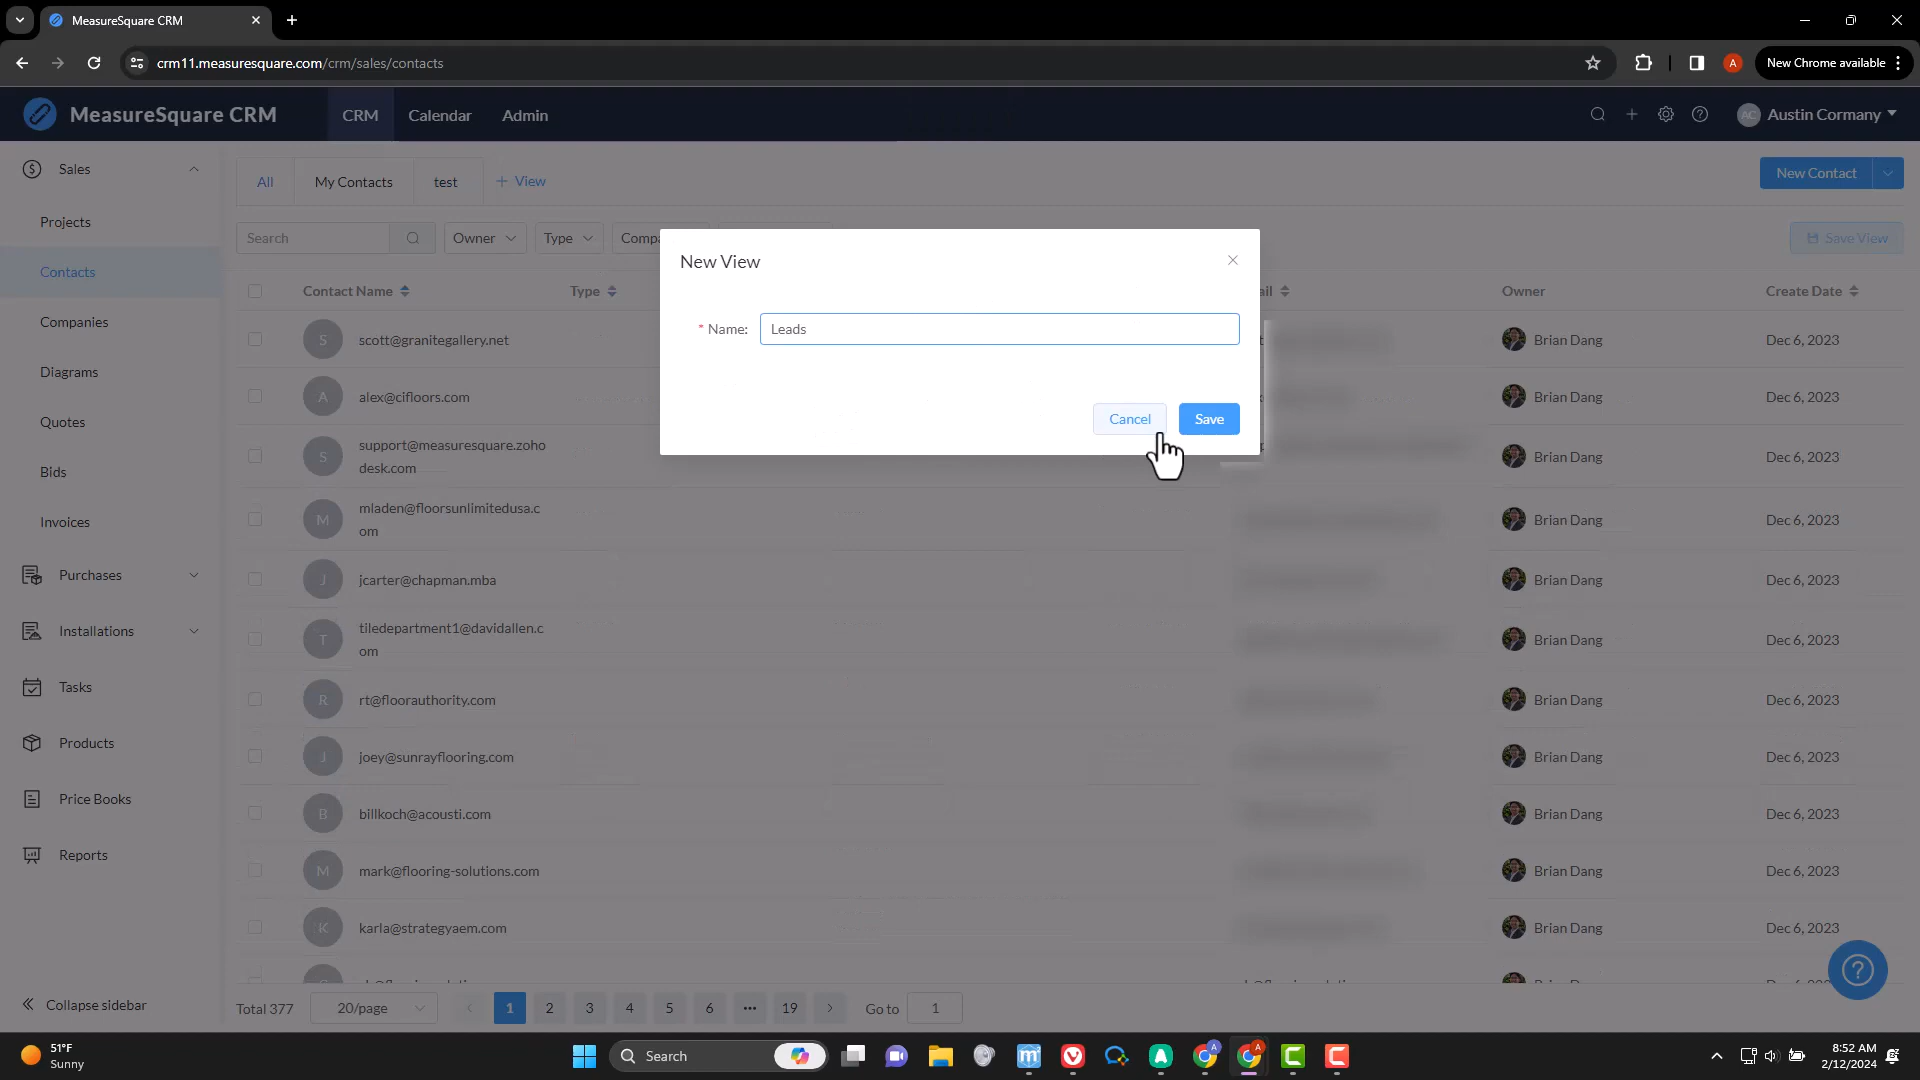 MeasureSquare CRM
crm11.measuresquare.com/crm/sales/contacts
A
New Chrome available
MeasureSquare CRM
CRM
Calendar
Admin
AC
Austin Cormany
Sales
Projects
Contacts
Companies
Diagrams
Quotes
Bids
Invoices
Purchases
Installations
Tasks
Products
Price Books
Reports
Collapse sidebar
All
My Contacts
test
+ View
New Contact
Search
Owner
Type
Save View
New View
* Name:
Leads
Cancel
Save
Contact Name
Type
Owner
Create Date
S
scott@granitegallery.net
Brian Dang
Dec 6, 2023
A
alex@cifloors.com
Brian Dang
Dec 6, 2023
S
support@measuresquare.zoho
desk.com
Brian Dang
Dec 6, 2023
M
mladen@floorsunlimitedusa.c
om
Brian Dang
Dec 6, 2023
J
jcarter@chapman.mba
Brian Dang
Dec 6, 2023
T
tiledepartment1@davidallen.c
om
Brian Dang
Dec 6, 2023
R
rt@floorauthority.com
Brian Dang
Dec 6, 2023
J
joey@sunrayflooring.com
Brian Dang
Dec 6, 2023
B
billkoch@acousti.com
Brian Dang
Dec 6, 2023
M
mark@flooring-solutions.com
Brian Dang
Dec 6, 2023
K
karla@strategyaem.com
Brian Dang
Dec 6, 2023
Total 377
20/page
1
2
3
4
5
6
•••
19
Go to
1
51°F
Sunny
Search
8:52 AM
2/12/2024